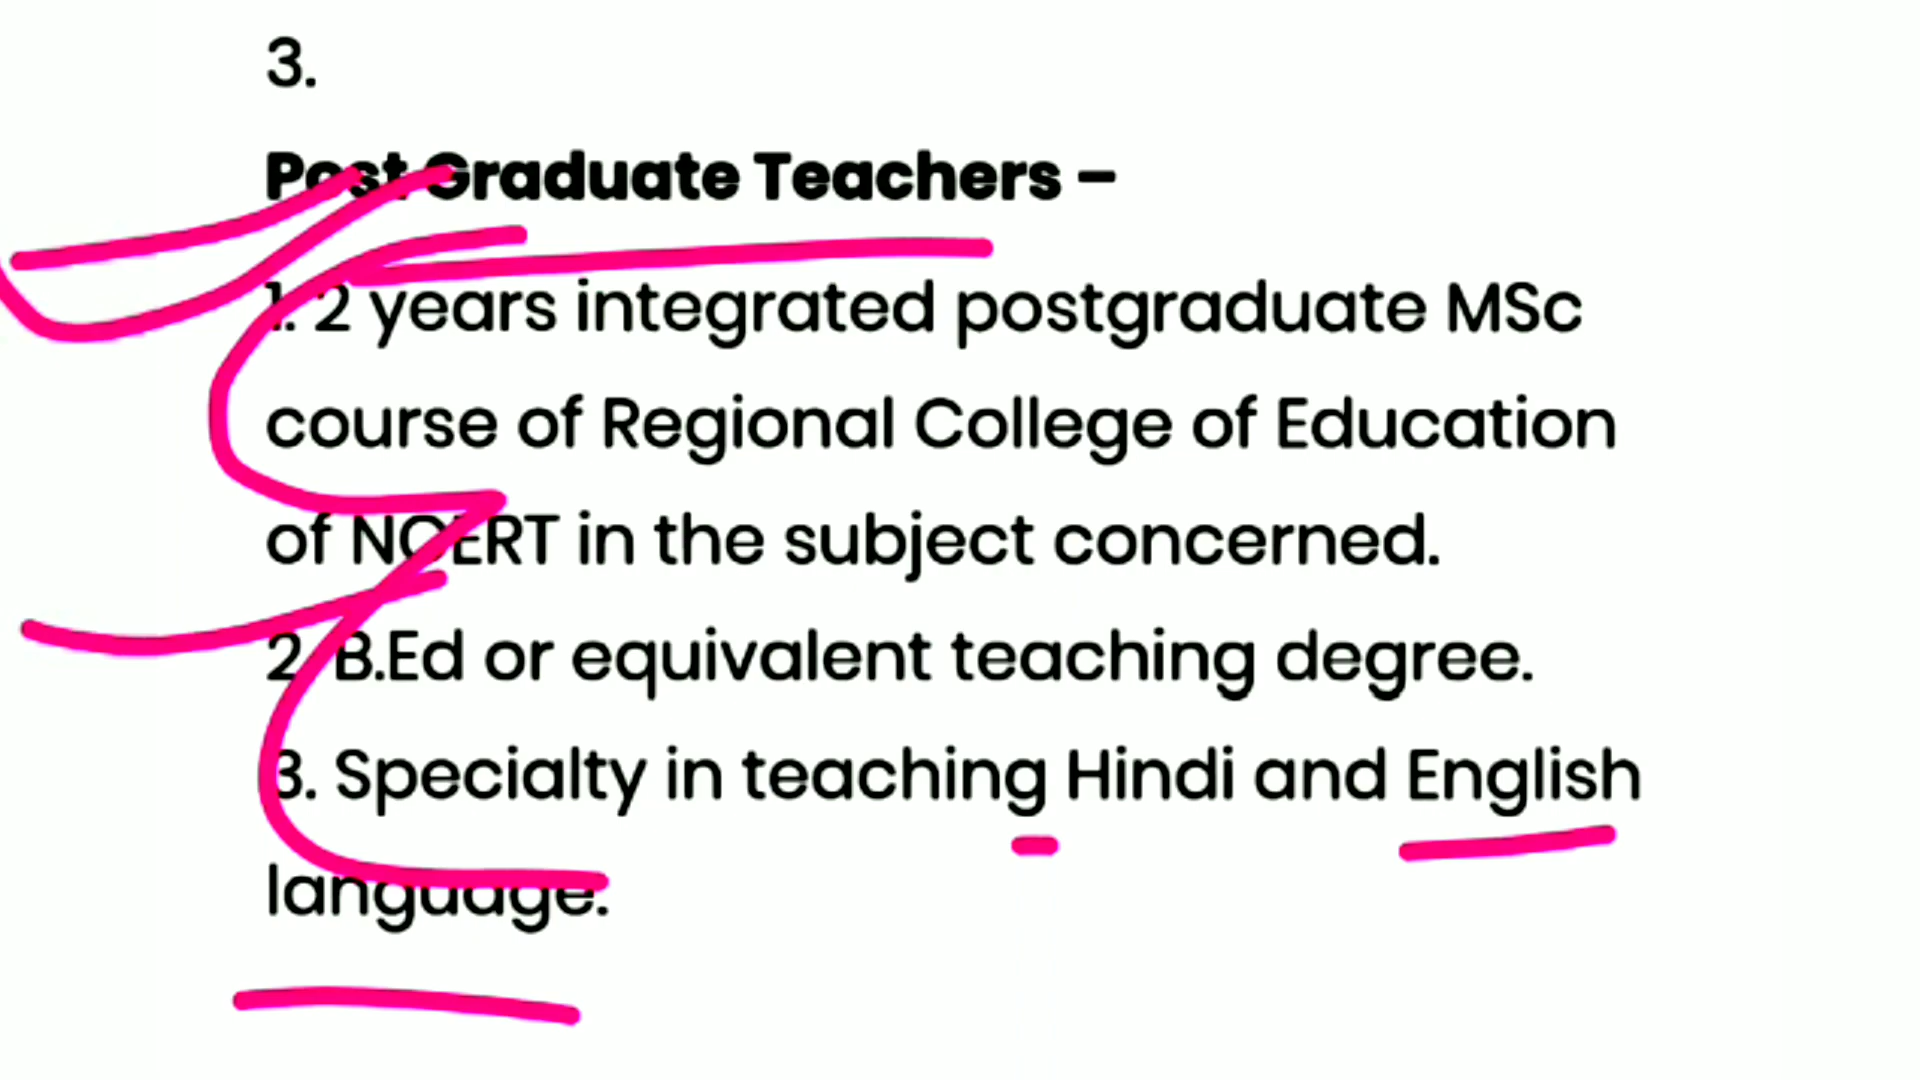 3.
Post Graduate Teachers –
1. 2 years integrated postgraduate MSc
course of Regional College of Education
of NCERT in the subject concerned.
2. B.Ed or equivalent teaching degree.
3. Specialty in teaching Hindi and English
language.